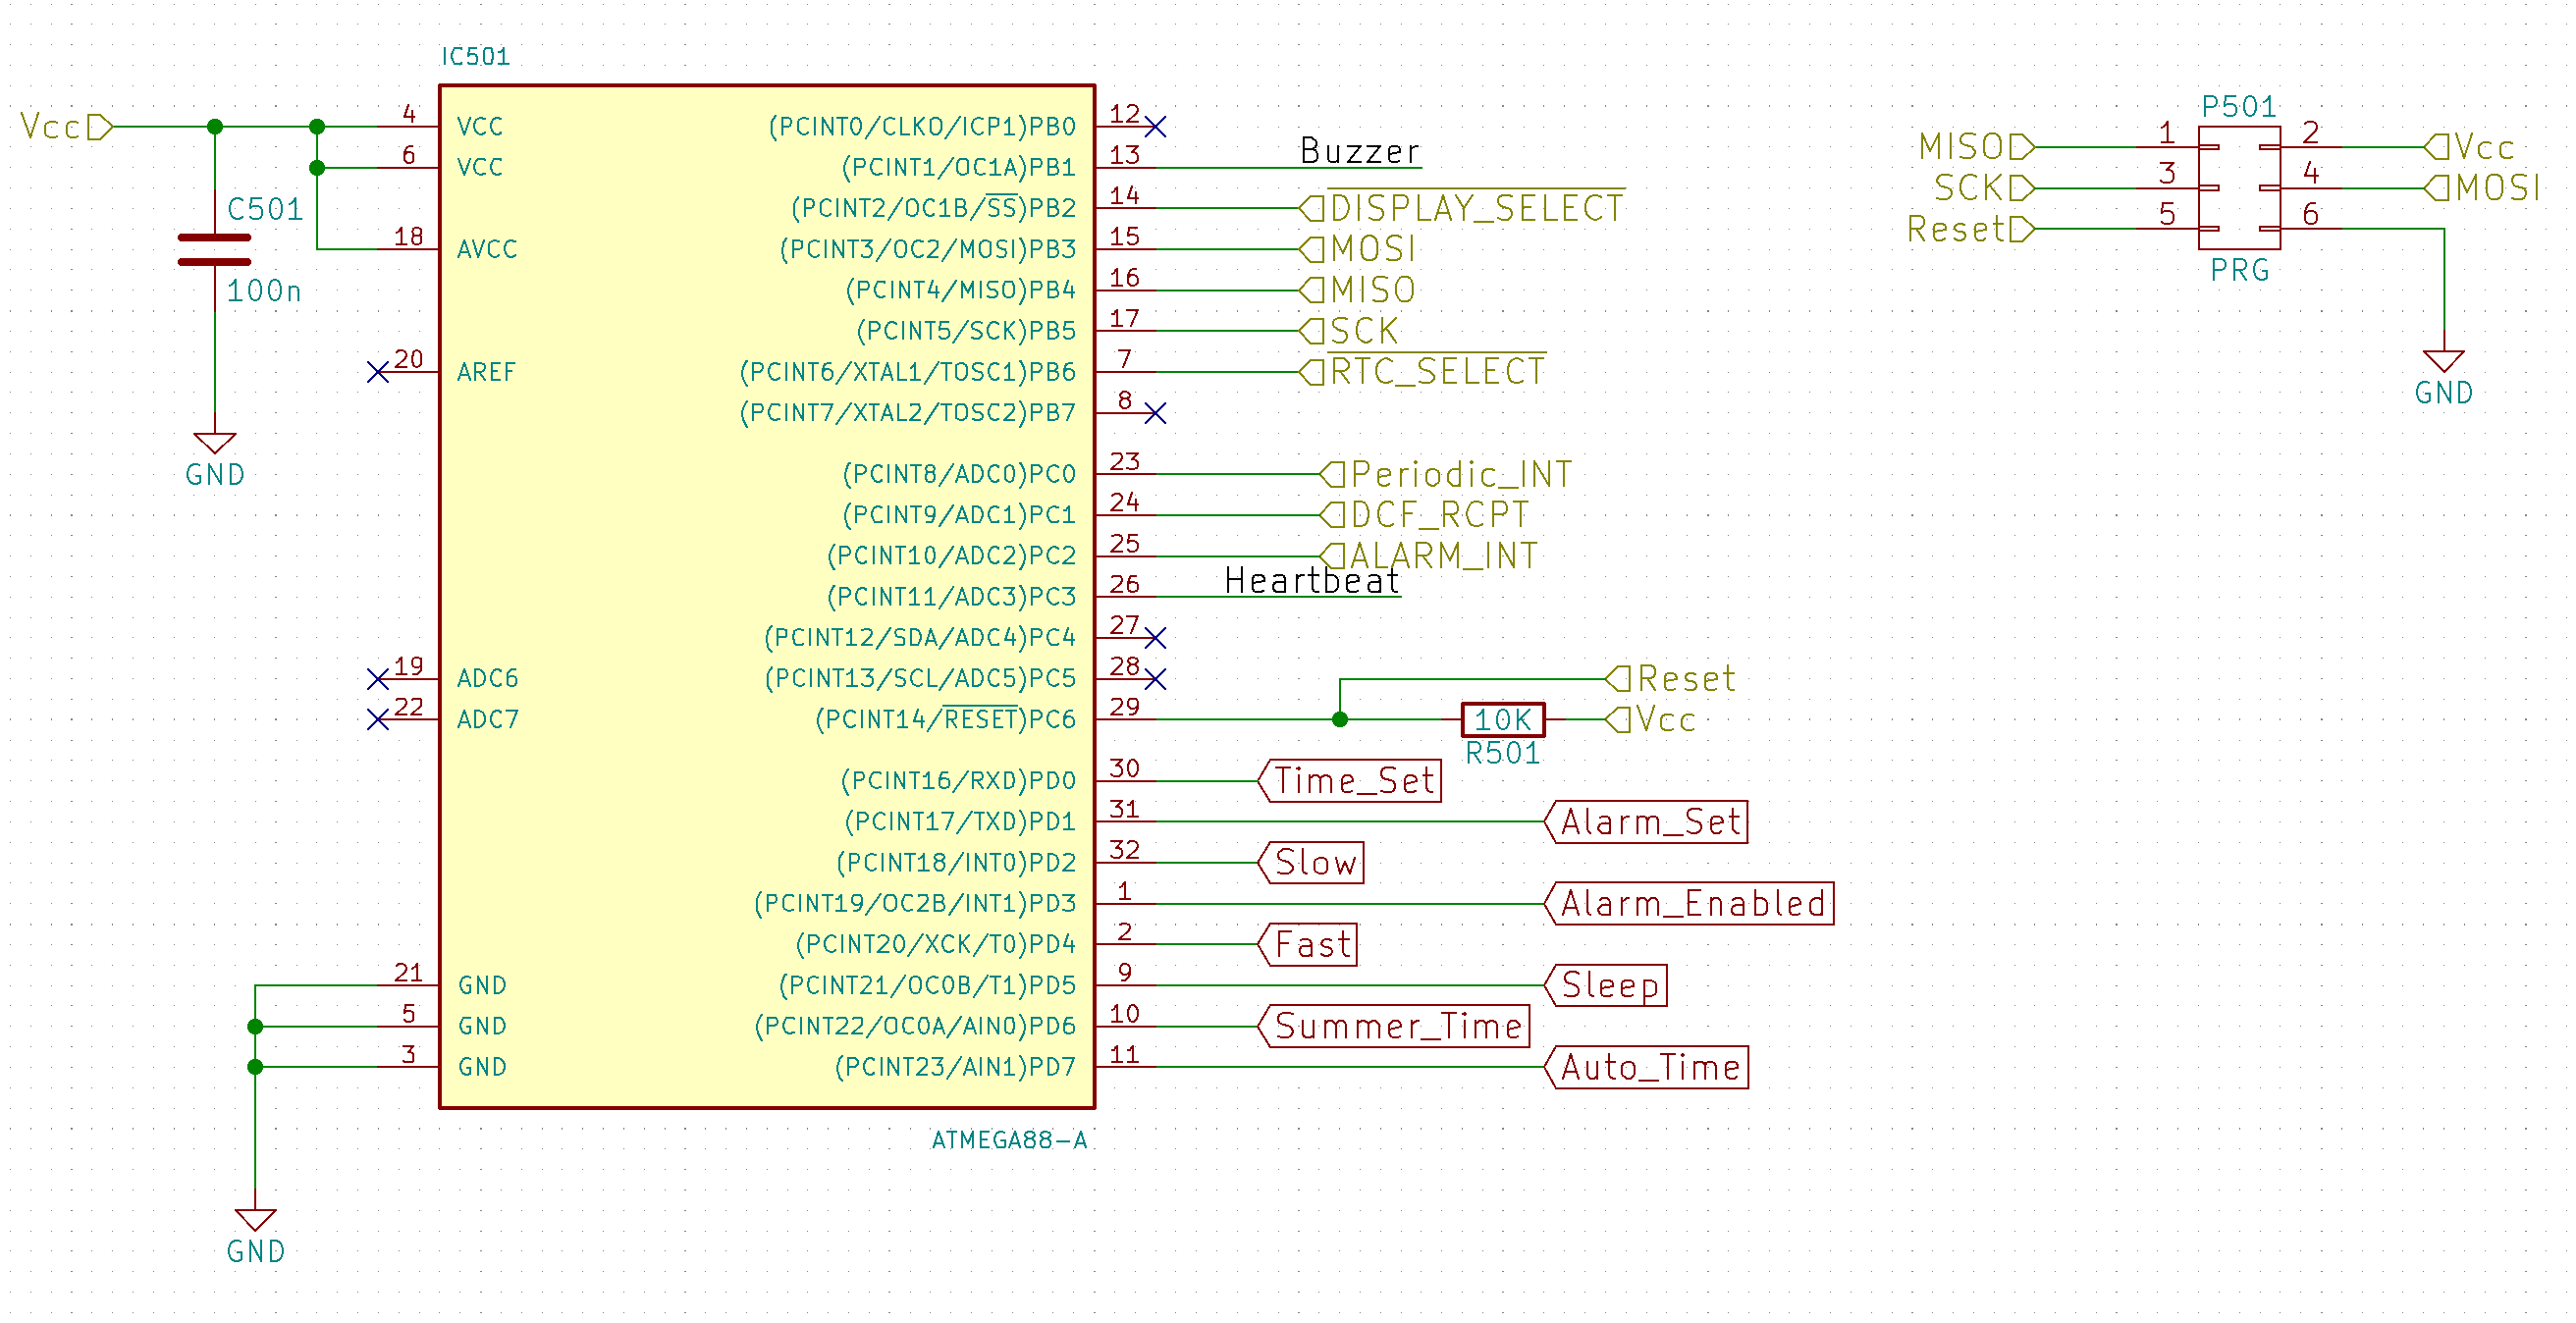 IC501
Vcc
4 VCC
6 VCC
18 AVCC
C501
100n
GND
20 AREF
19 ADC6
22 ADC7
21 GND
5 GND
3 GND
GND
(PCINT0/CLKO/ICP1)PB0 12
(PCINT1/OC1A)PB1 13 Buzzer
(PCINT2/OC1B/SS)PB2 14 DISPLAY_SELECT
(PCINT3/OC2/MOSI)PB3 15 MOSI
(PCINT4/MISO)PB4 16 MISO
(PCINT5/SCK)PB5 17 SCK
(PCINT6/XTAL1/TOSC1)PB6 7 RTC_SELECT
(PCINT7/XTAL2/TOSC2)PB7 8
(PCINT8/ADC0)PC0 23 Periodic_INT
(PCINT9/ADC1)PC1 24 DCF_RCPT
(PCINT10/ADC2)PC2 25 ALARM_INT
(PCINT11/ADC3)PC3 26 Heartbeat
(PCINT12/SDA/ADC4)PC4 27
(PCINT13/SCL/ADC5)PC5 28
Reset
(PCINT14/RESET)PC6 29 10K Vcc
R501
(PCINT16/RXD)PD0 30 Time_Set
(PCINT17/TXD)PD1 31 Alarm_Set
(PCINT18/INT0)PD2 32 Slow
(PCINT19/OC2B/INT1)PD3 1 Alarm_Enabled
(PCINT20/XCK/T0)PD4 2 Fast
(PCINT21/OC0B/T1)PD5 9 Sleep
(PCINT22/OC0A/AIN0)PD6 10 Summer_Time
(PCINT23/AIN1)PD7 11 Auto_Time
ATMEGA88-A
P501
MISO 1 2 Vcc
SCK 3 4 MOSI
Reset 5 6
PRG
GND